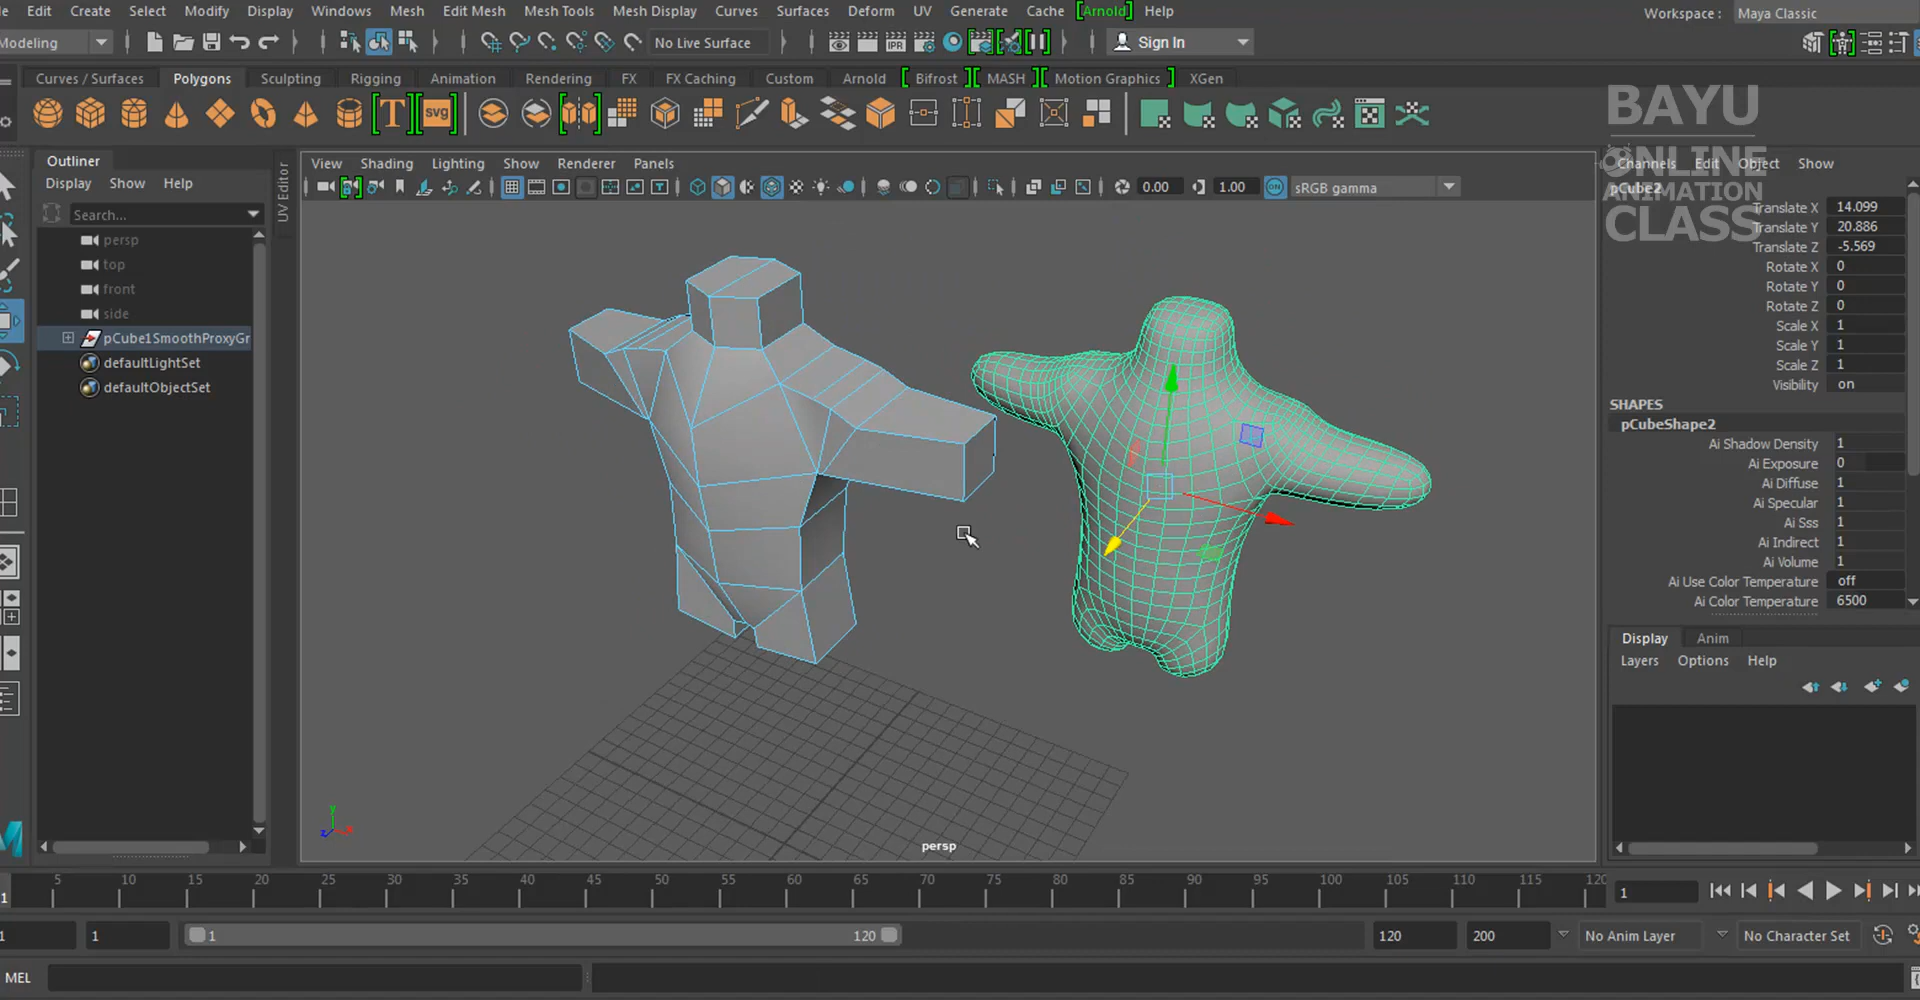 Edit Create Select Modify Display Windows Mesh Edit Mesh Mesh Tools Mesh Display Curves Surfaces Deform UV Generate Cache [Arnold] Help Workspace : Maya Classic
Modeling No Live Surface IPR Sign In
Curves / Surfaces Polygons Sculpting Rigging Animation Rendering FX FX Caching Custom Arnold [ Bifrost ][ MASH ][ Motion Graphics ] XGen
T svg
BAYU
ONLINE
ANIMATION
CLASS
Outliner
Display Show Help
Search...
persp
top
front
side
pCube1SmoothProxyGr
defaultLightSet
defaultObjectSet
UV Editor
View Shading Lighting Show Renderer Panels
0.00 1.00 ON sRGB gamma
y
z
persp
Channels Edit Object Show
pCube2
Translate X 14.099
Translate Y 20.886
Translate Z -5.569
Rotate X 0
Rotate Y 0
Rotate Z 0
Scale X 1
Scale Y 1
Scale Z 1
Visibility on
SHAPES
pCubeShape2
Ai Shadow Density 1
Ai Exposure 0
Ai Diffuse 1
Ai Specular 1
Ai Sss 1
Ai Indirect 1
Ai Volume 1
Ai Use Color Temperature off
Ai Color Temperature 6500
Display Anim
Layers Options Help
1 5 10 15 20 25 30 35 40 45 50 55 60 65 70 75 80 85 90 95 100 105 110 115 120 1
1 1 1 120 120 200 No Anim Layer No Character Set
MEL